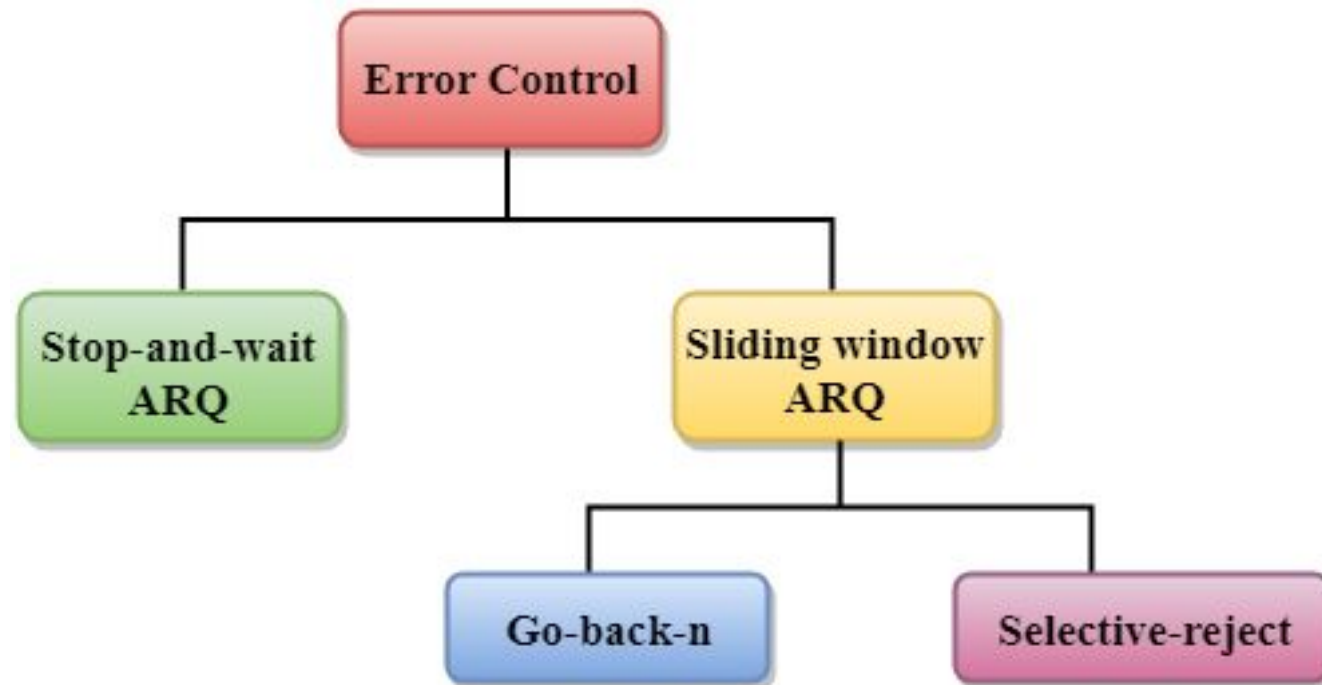 Error Control
Stop-and-wait
ARQ
Sliding window
ARQ
Go-back-n
Selective-reject